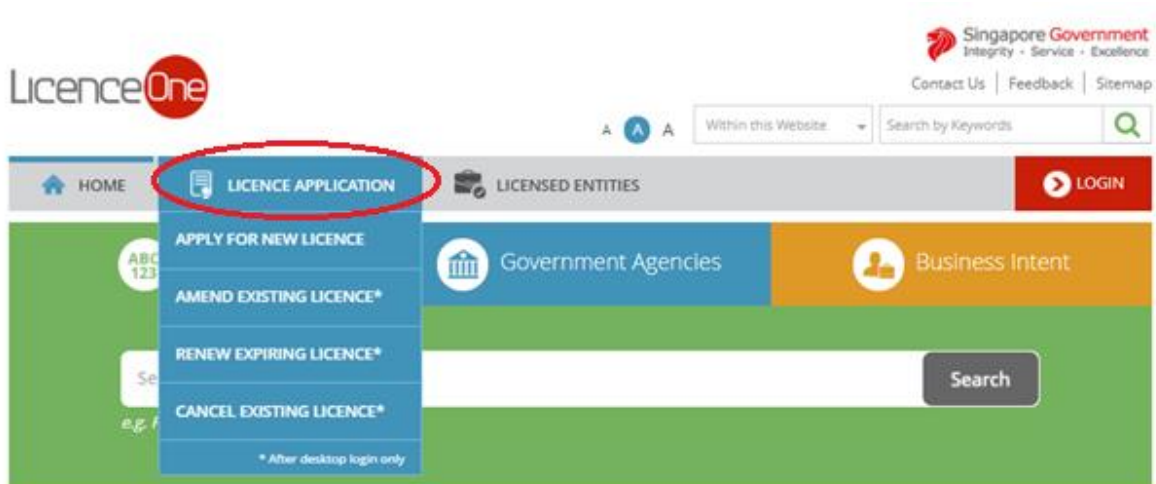 Singapore Government
Integrity · Service · Excellence
LicenceOne
Contact Us | Feedback | Sitemap
A A A Within this Website Search by Keywords
HOME LICENCE APPLICATION LICENSED ENTITIES LOGIN
APPLY FOR NEW LICENCE
ABC
123
Government Agencies Business Intent
AMEND EXISTING LICENCE*
RENEW EXPIRING LICENCE*
Search
CANCEL EXISTING LICENCE*
e.g.
* After desktop login only